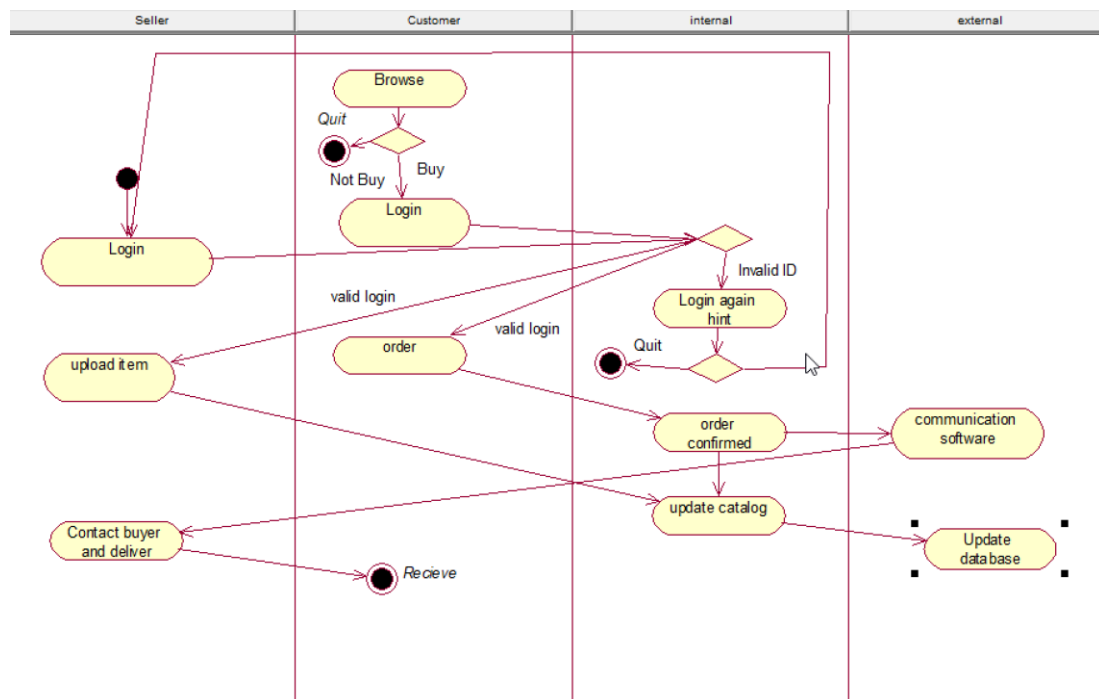 Seller
Customer
internal
external
Browse
Quit
Not Buy
Buy
Login
Login
Invalid ID
valid login
Login again
hint
valid login
order
Quit
upload item
order
confirmed
communication
software
update catalog
Contact buyer
and deliver
Update
database
Recieve